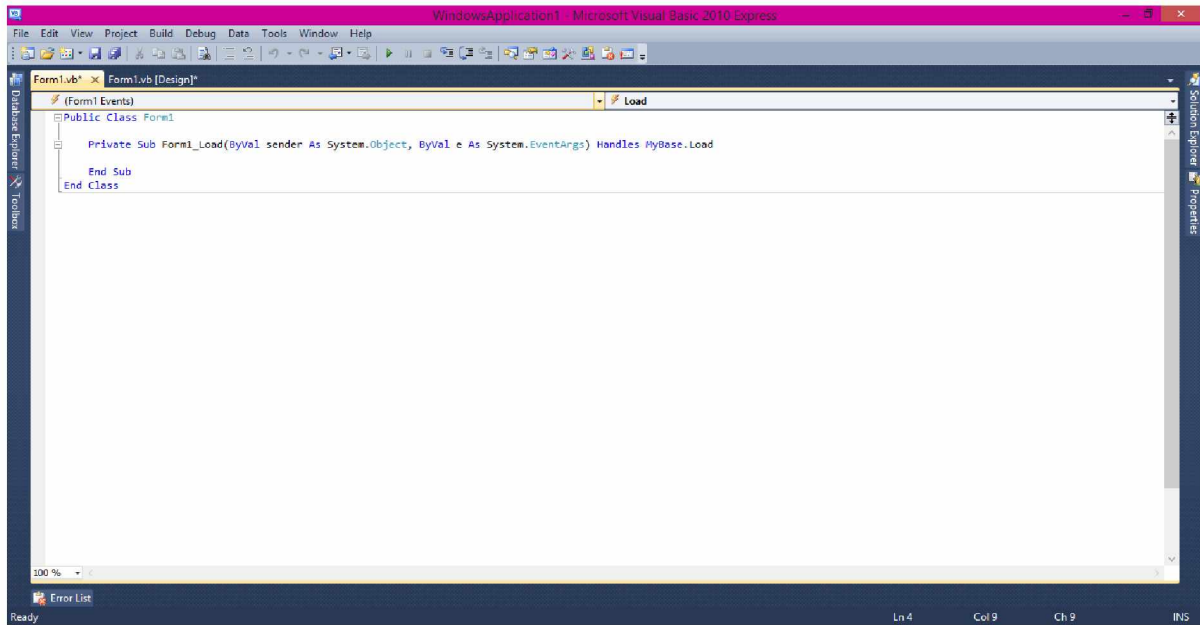 WindowsApplication1 - Microsoft Visual Basic 2010 Express
File Edit View Project Build Debug Data Tools Window Help
Form1.vb* Form1.vb [Design]*
(Form1 Events) Load
Public Class Form1
Private Sub Form1_Load(ByVal sender As System.Object, ByVal e As System.EventArgs) Handles MyBase.Load
End Sub
End Class
Database Explorer
Toolbox
Solution Explorer
Properties
100 %
Error List
Ready Ln 4 Col 9 Ch 9 INS